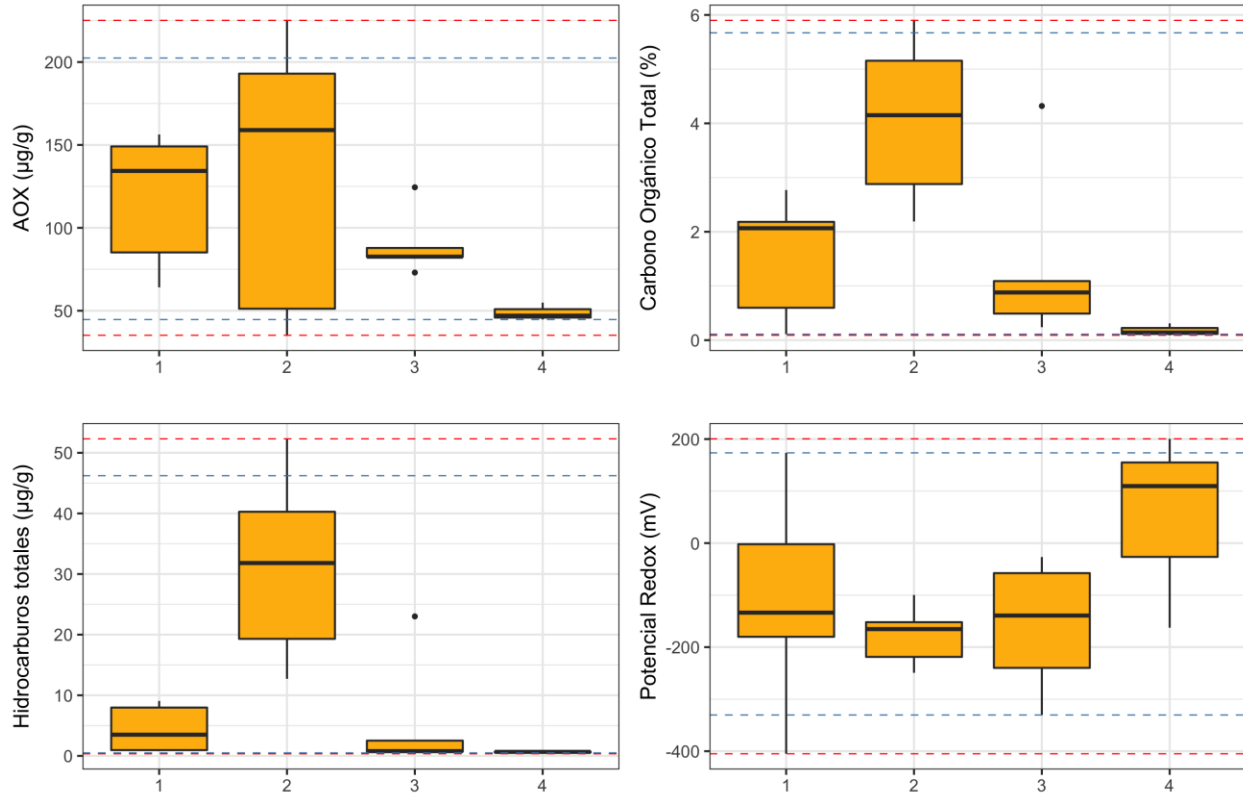 AOX (µg/g)
200
150
100
50
1 2 3 4
Carbono Orgánico Total (%)
6
4
2
0
1 2 3 4
Hidrocarburos totales (µg/g)
50
40
30
20
10
0
1 2 3 4
Potencial Redox (mV)
200
0
-200
-400
1 2 3 4